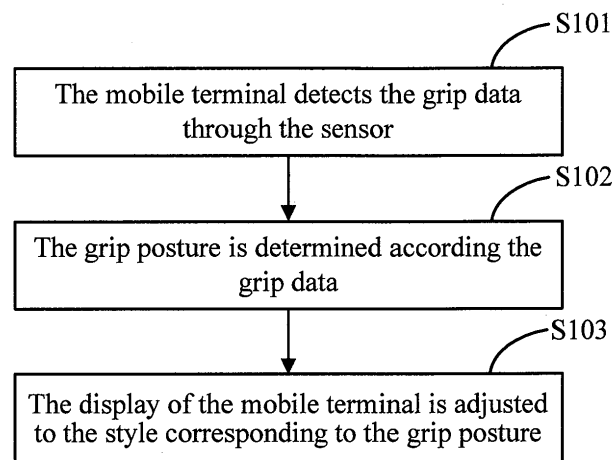 S101
The mobile terminal detects the grip data
through the sensor
S102
The grip posture is determined according the
grip data
S103
The display of the mobile terminal is adjusted
to the style corresponding to the grip posture